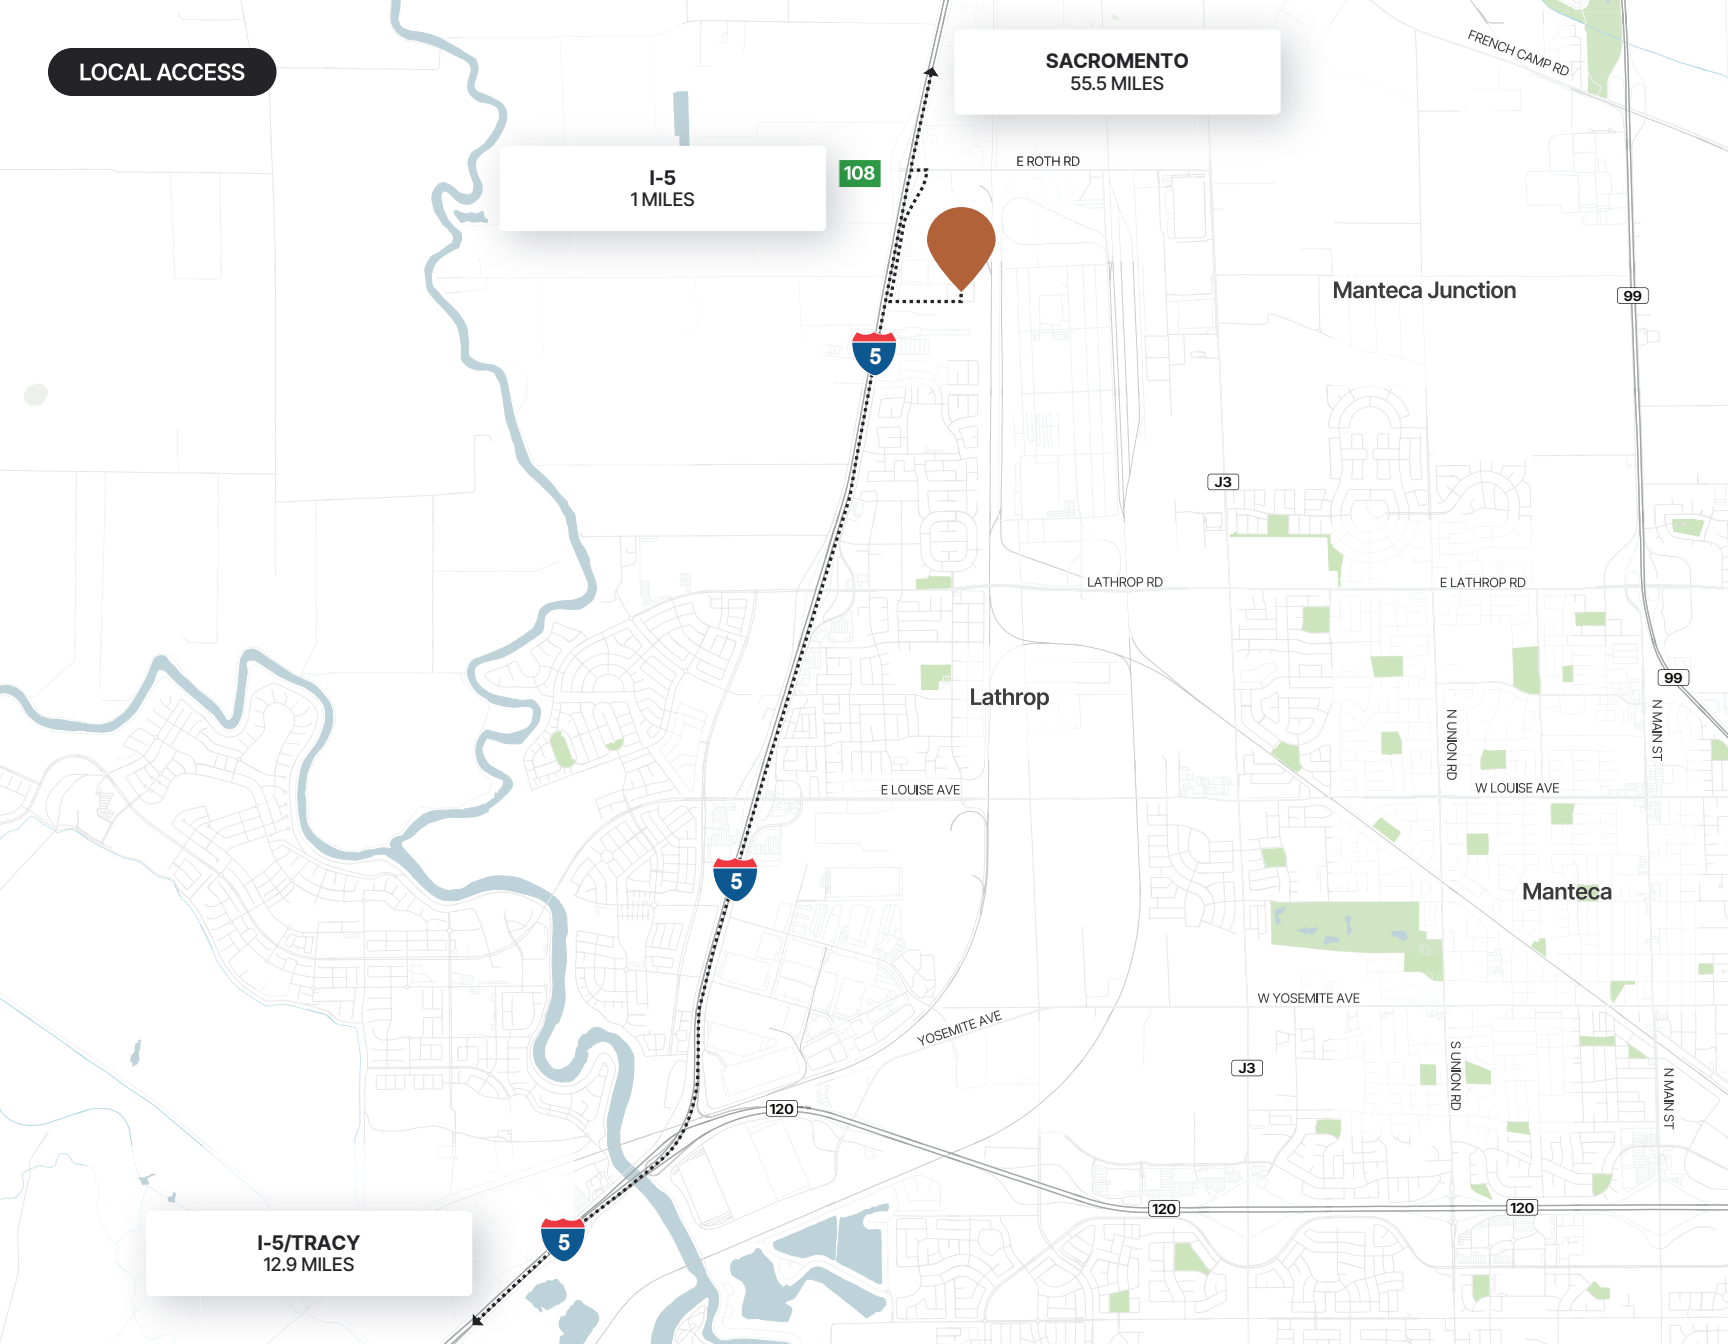 LOCAL ACCESS
SACROMENTO
55.5 MILES
FRENCH CAMP RD
I-5
1 MILES
108
E ROTH RD
Manteca Junction
99
5
J3
LATHROP RD
E LATHROP RD
99
Lathrop
N UNION RD
N MAIN ST
E LOUISE AVE
W LOUISE AVE
5
Manteca
W YOSEMITE AVE
YOSEMITE AVE
J3
S UNION RD
N MAIN ST
120
120
120
5
I-5/TRACY
12.9 MILES